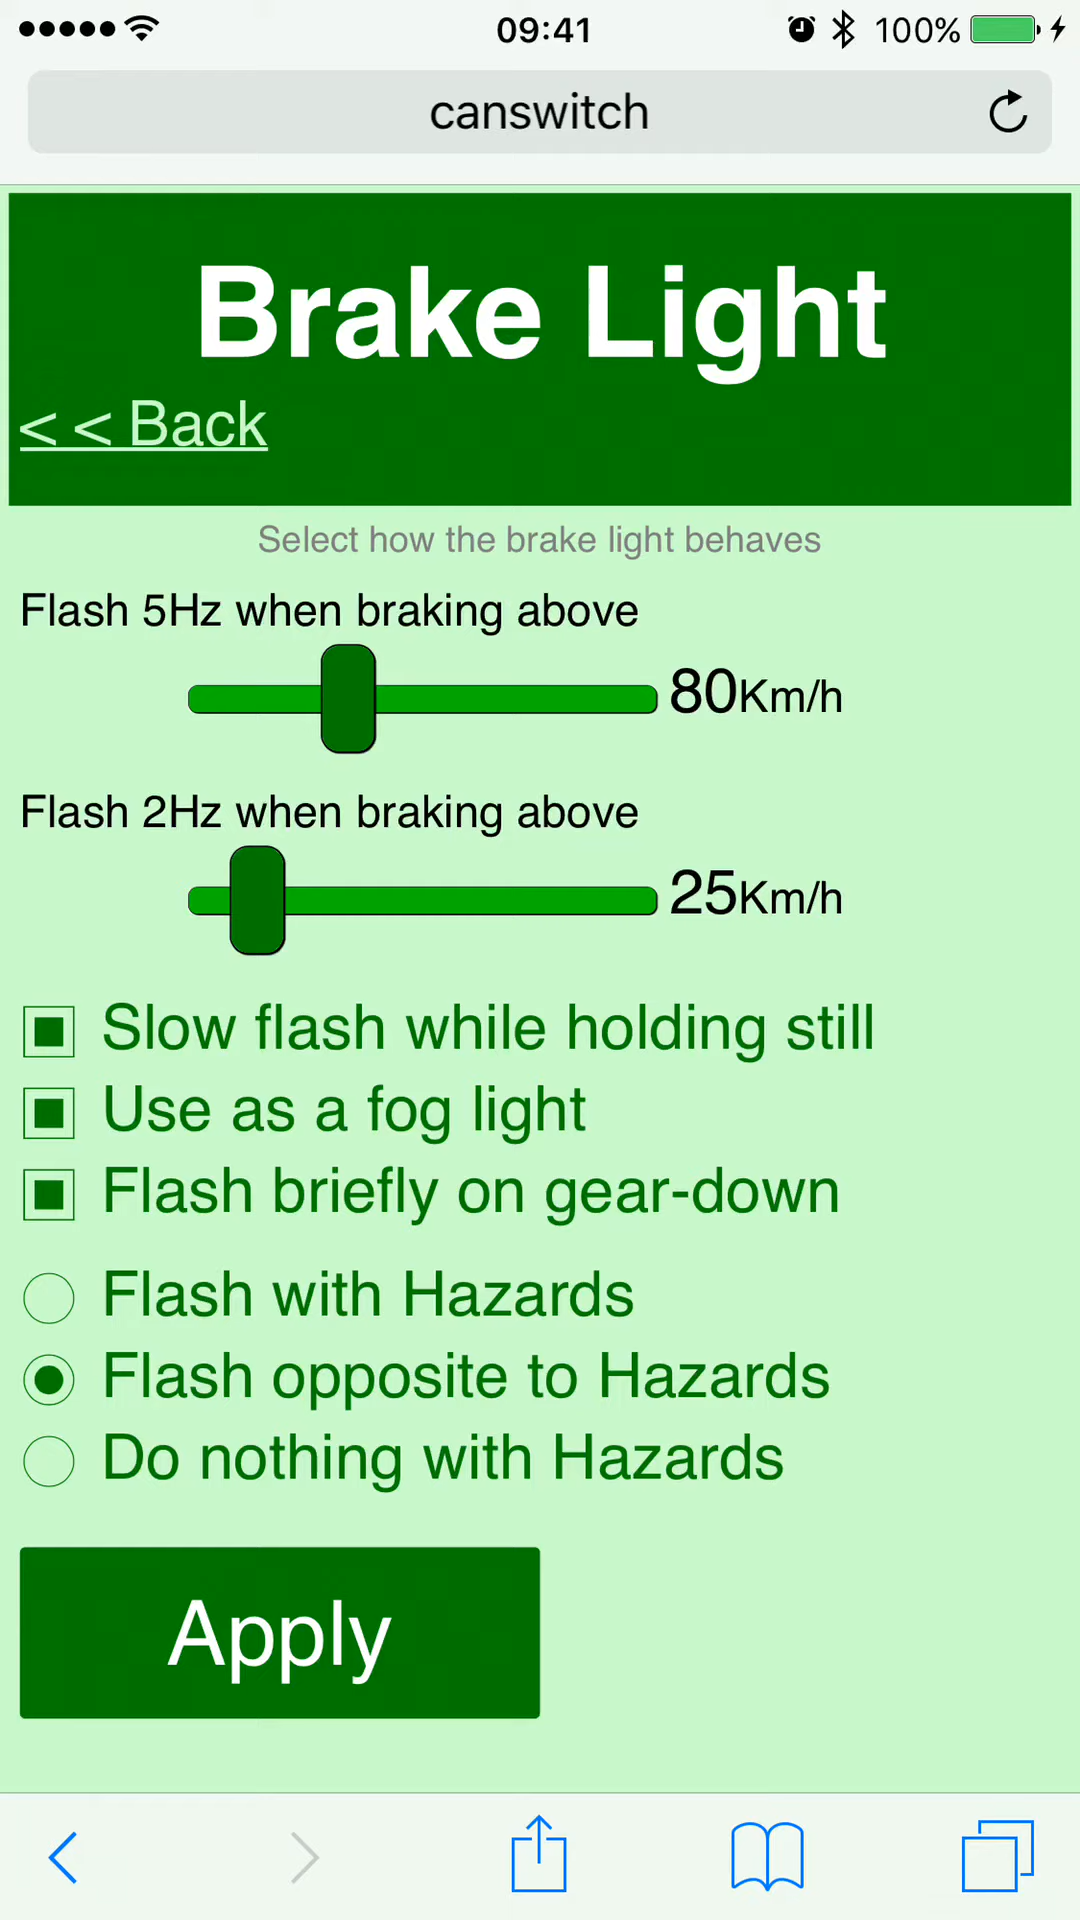 09:41
100%
canswitch
Brake Light
< < Back
Select how the brake light behaves
Flash 5Hz when braking above
80Km/h
Flash 2Hz when braking above
25Km/h
Slow flash while holding still
Use as a fog light
Flash briefly on gear-down
Flash with Hazards
Flash opposite to Hazards
Do nothing with Hazards
Apply